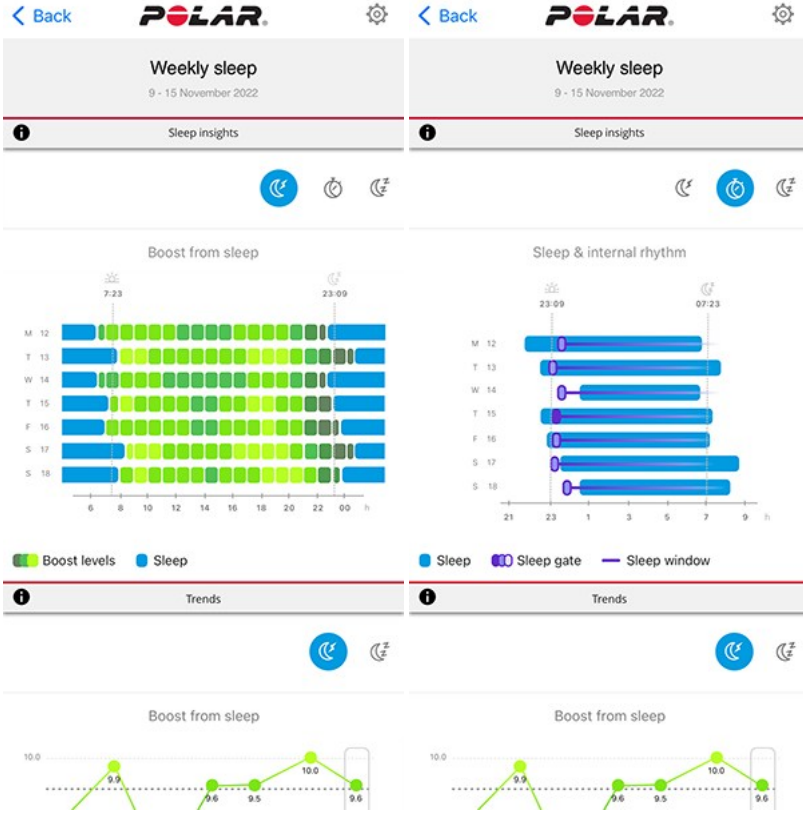 Back POLAR.
Weekly sleep
9 - 15 November 2022
Sleep insights
Boost from sleep
7:23 23:09
M 12
T 13
W 14
T 15
F 16
S 17
S 18
6 8 10 12 14 16 18 20 22 00 h
Boost levels Sleep
Trends
Boost from sleep
10.0
9.9 9.6 9.5 10.0 9.6
Back POLAR.
Weekly sleep
9 - 15 November 2022
Sleep insights
Sleep & internal rhythm
23:09 07:23
M 12
T 13
W 14
T 15
F 16
S 17
S 18
21 23 1 3 5 7 9 h
Sleep Sleep gate Sleep window
Trends
Boost from sleep
10.0
9.9 9.6 9.5 10.0 9.6